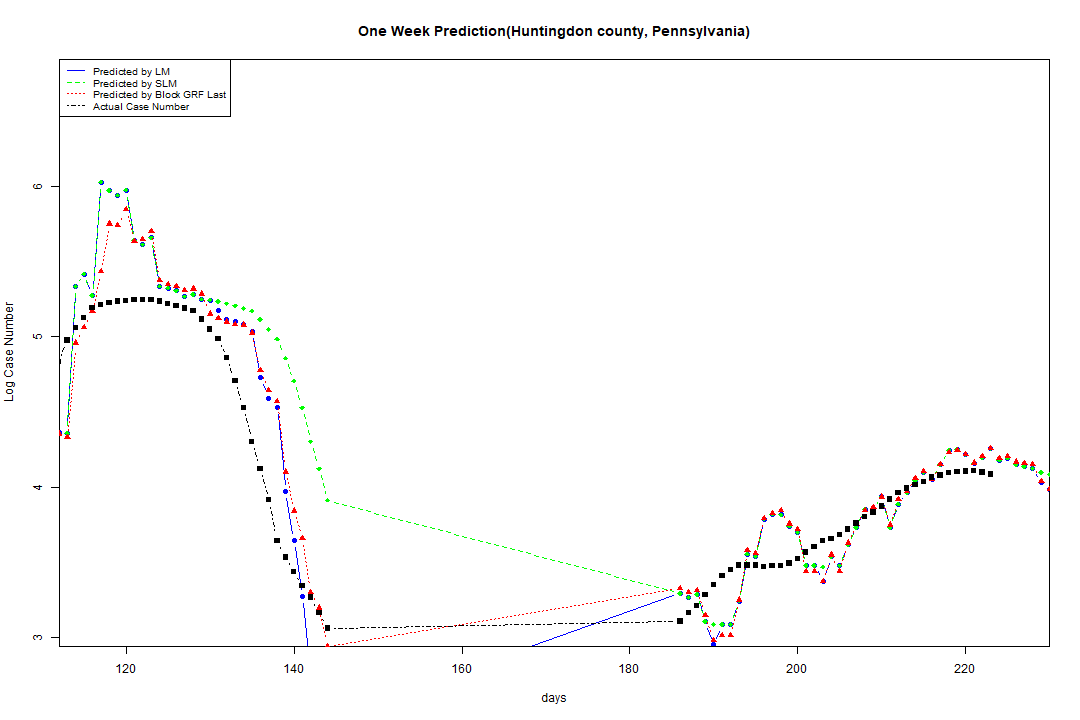 One Week Prediction(Huntingdon county, Pennsylvania)
Predicted by LM
Predicted by SLM
Predicted by Block GRF Last
Actual Case Number
Log Case Number
6
5
4
3
120 140 160 180 200 220
days